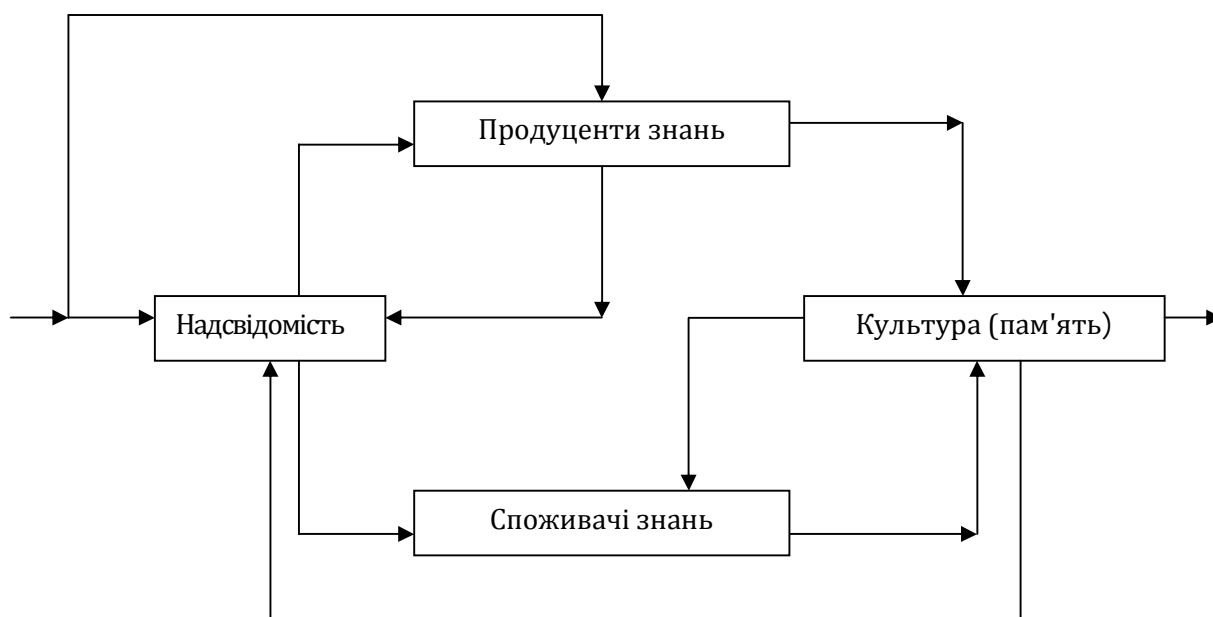 Продуценти знань
Надсвідомість
Культура (пам'ять)
Споживачі знань